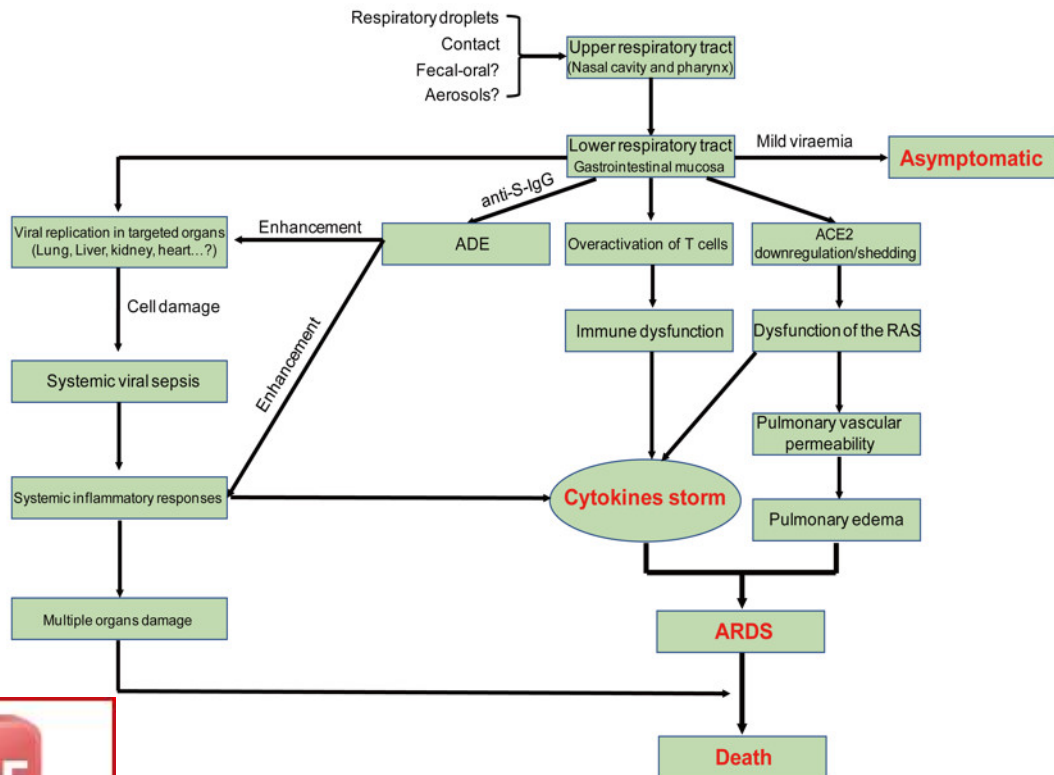 Respiratory droplets
Contact
Fecal-oral?
Aerosols?
Upper respiratory tract
(Nasal cavity and pharynx)
Lower respiratory tract
Gastrointestinal mucosa
Mild viraemia
Asymptomatic
anti-S-IgG
Viral replication in targeted organs
(Lung, Liver, kidney, heart...?)
Enhancement
ADE
Overactivation of T cells
ACE2
downregulation/shedding
Cell damage
Enhancement
Immune dysfunction
Dysfunction of the RAS
Systemic viral sepsis
Pulmonary vascular
permeability
Systemic inflammatory responses
Cytokines storm
Pulmonary edema
Multiple organs damage
ARDS
Death